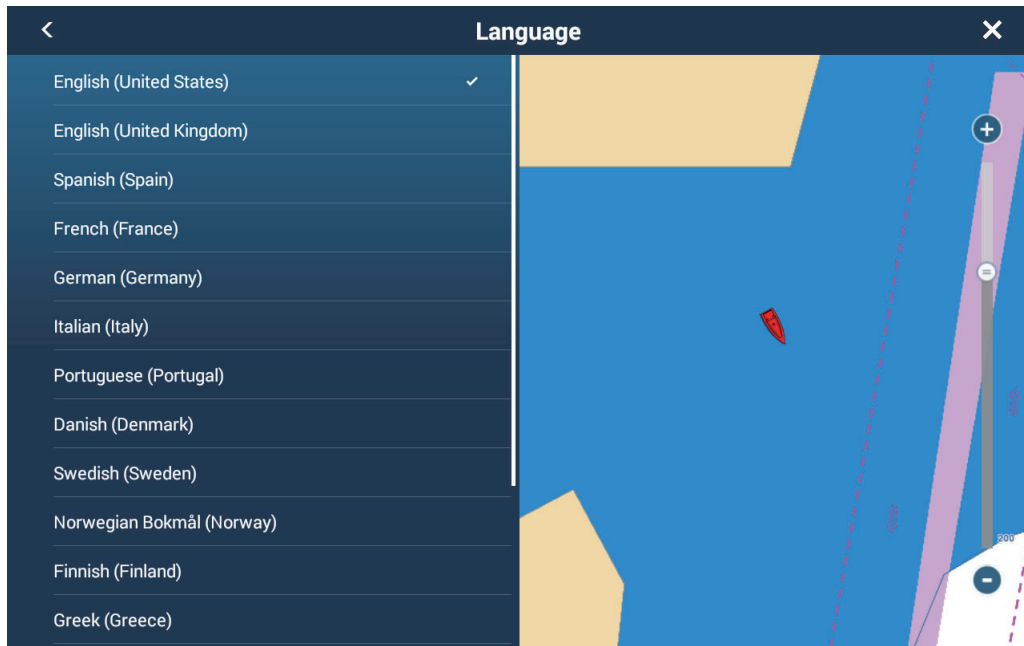 Language
English (United States)
English (United Kingdom)
Spanish (Spain)
French (France)
German (Germany)
Italian (Italy)
Portuguese (Portugal)
Danish (Denmark)
Swedish (Sweden)
Norwegian Bokmål (Norway)
Finnish (Finland)
Greek (Greece)
200